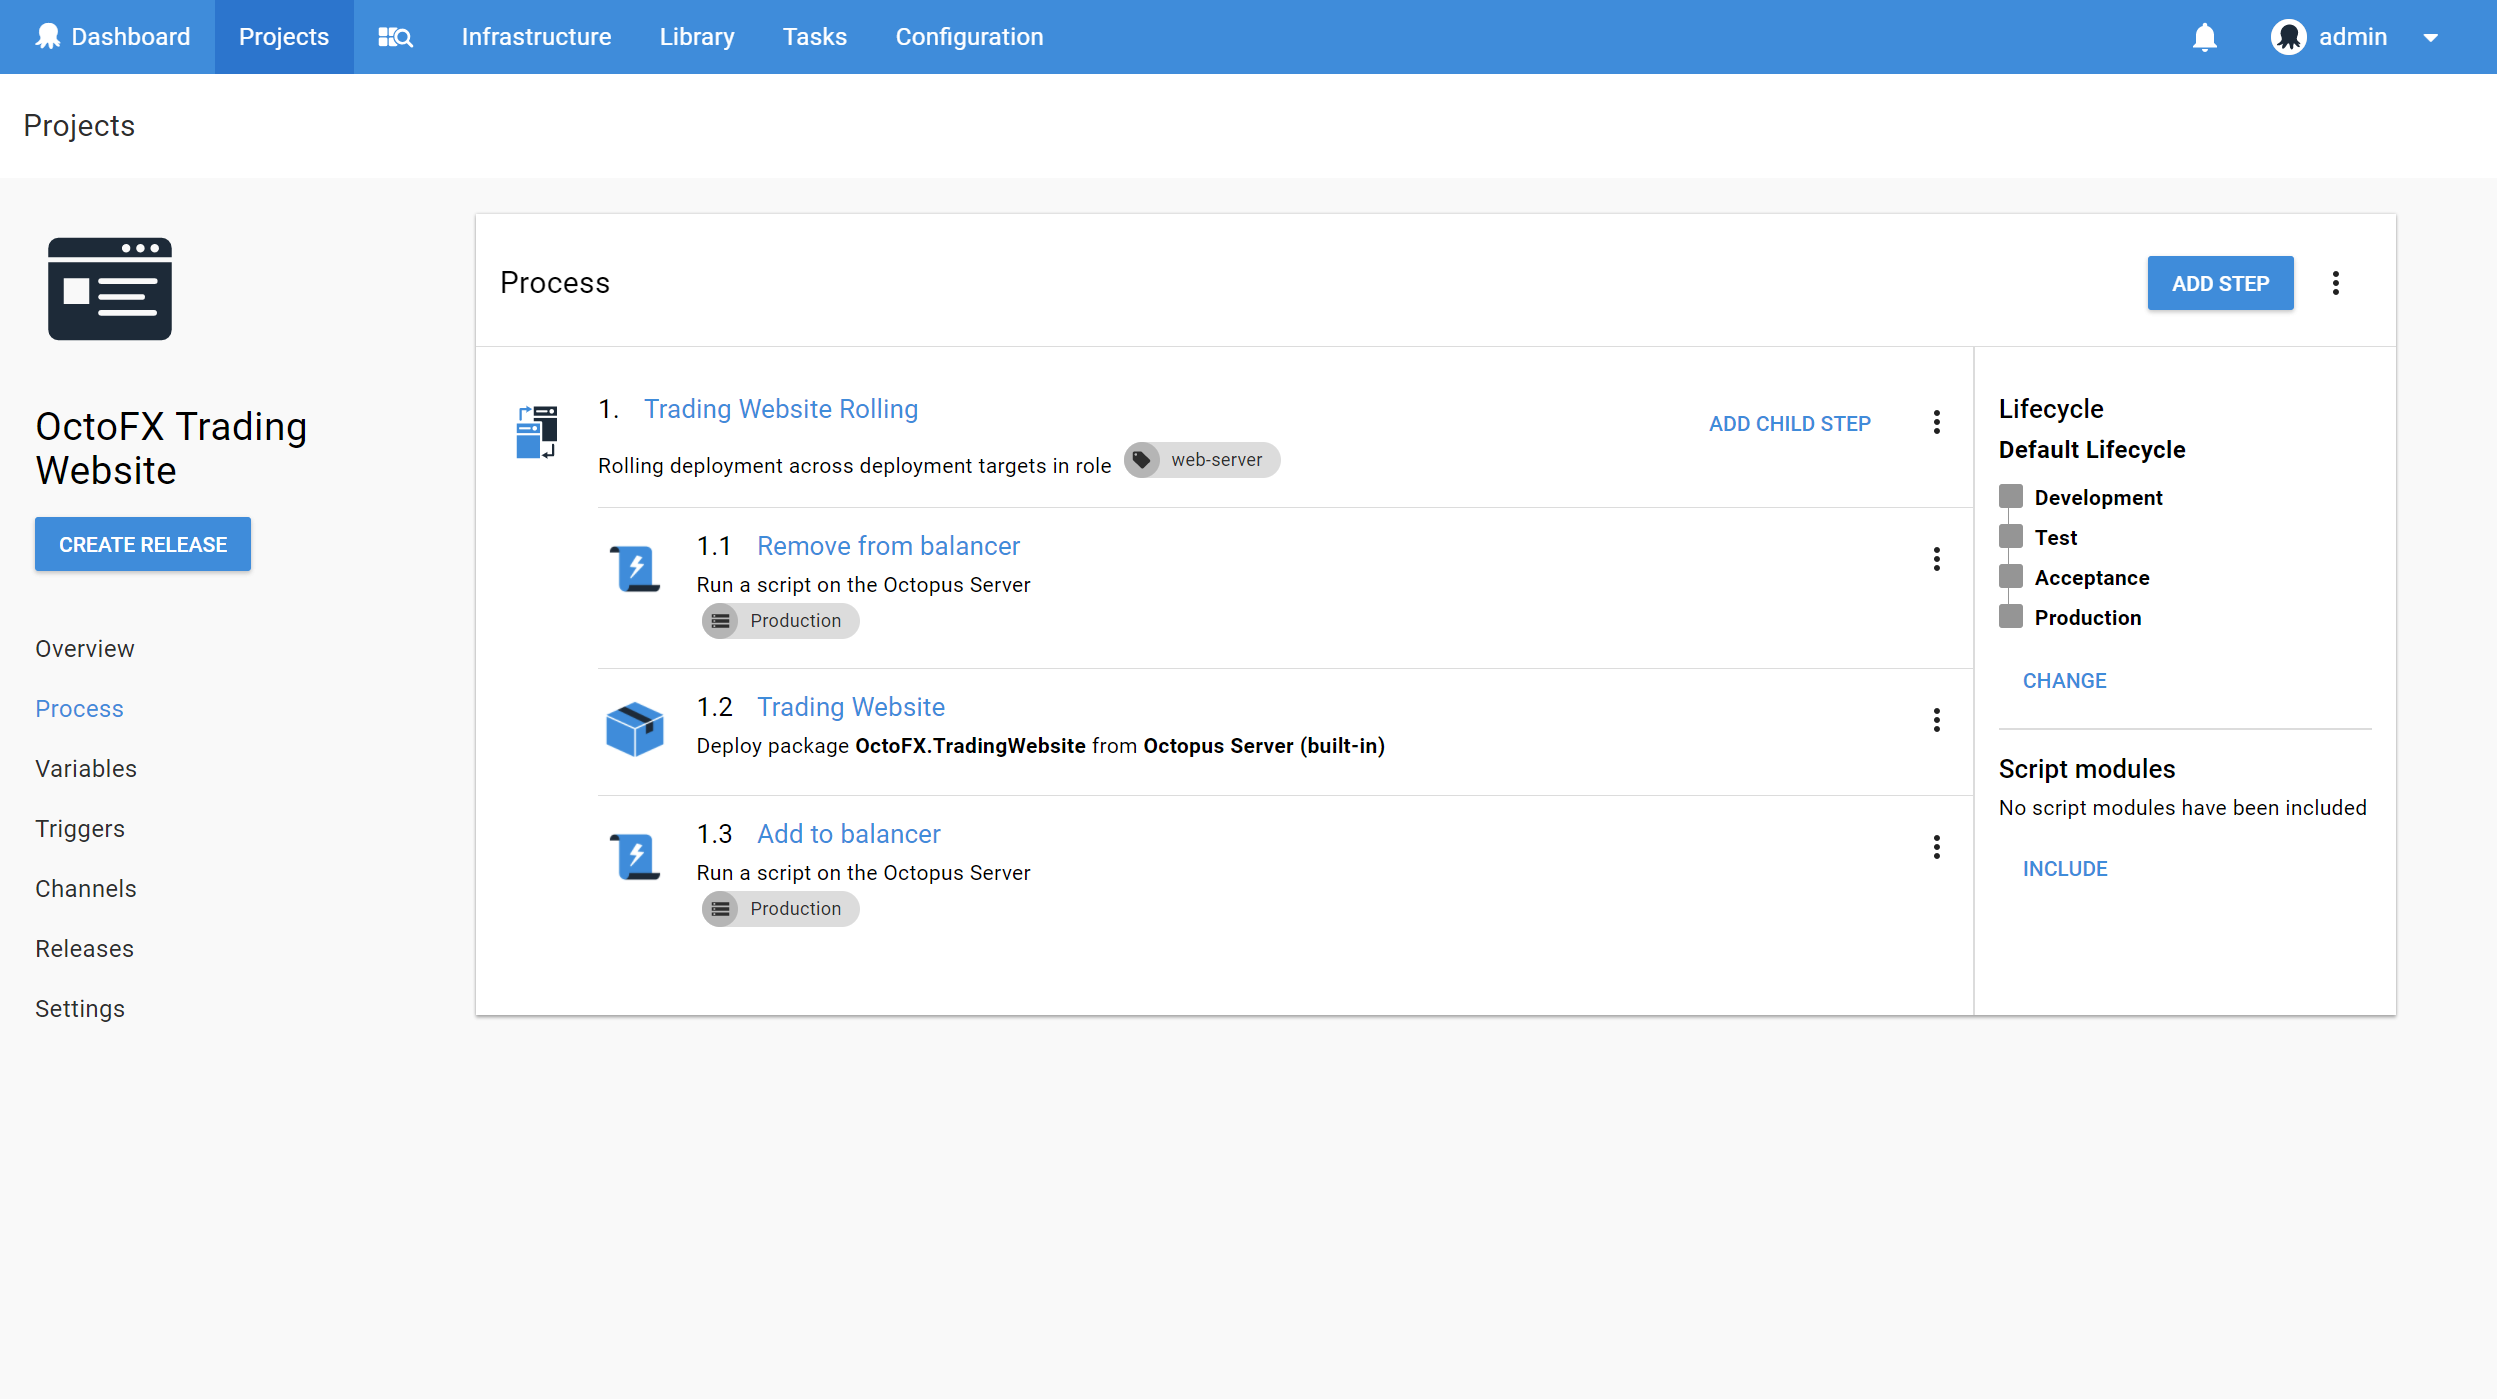 Dashboard
Projects
Infrastructure
Library
Tasks
Configuration
admin
Projects
OctoFX Trading
Website
CREATE RELEASE
Overview
Process
Variables
Triggers
Channels
Releases
Settings
Process
ADD STEP
1. Trading Website Rolling
ADD CHILD STEP
Rolling deployment across deployment targets in role web-server
1.1 Remove from balancer
Run a script on the Octopus Server
Production
1.2 Trading Website
Deploy package OctoFX.TradingWebsite from Octopus Server (built-in)
1.3 Add to balancer
Run a script on the Octopus Server
Production
Lifecycle
Default Lifecycle
Development
Test
Acceptance
Production
CHANGE
Script modules
No script modules have been included
INCLUDE